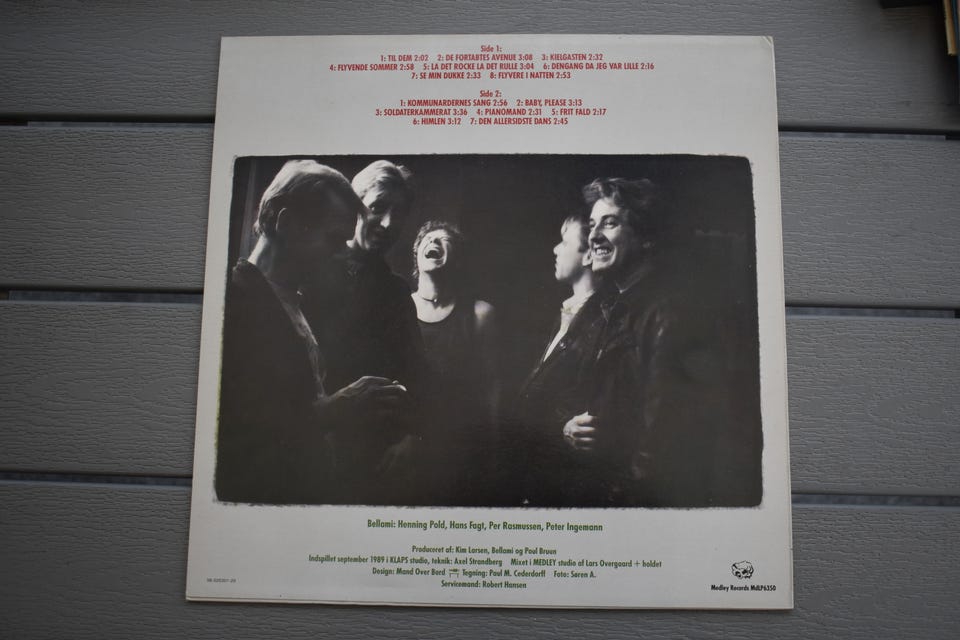 Side 1:
1: TIL DEM 2:02 2: DE FORTABTES AVENUE 3:08 3: KIELGASTEN 2:32
4: FLYVENDE SOMMER 2:58 5: LA DET ROCKE LA DET RULLE 3:04 6: DENGANG DA JEG VAR LILLE 2:16
7: SE MIN DUKKE 2:33 8: FLYVERE I NATTEN 2:53
Side 2:
1: KOMMUNARDERNES SANG 2:56 2: BABY, PLEASE 3:13
3: SOLDATERKAMMERAT 3:36 4: PIANOMAND 2:31 5: FRIT FALD 2:17
6: HIMLEN 3:12 7: DEN ALLERSIDSTE DANS 2:45
Bellami: Henning Pold, Hans Fagt, Per Rasmussen, Peter Ingemann
Produceret af: Kim Larsen, Bellami og Poul Bruun
Indspillet september 1989 i KLAPS studio, teknik: Axel Strandberg Mixet i MEDLEY studio af Lars Overgaard + holdet
Design: Mand Over Bord Tegning: Paul M. Cederdorff Foto: Søren A.
Servicemand: Robert Hansen
Medley Records MdLP6350